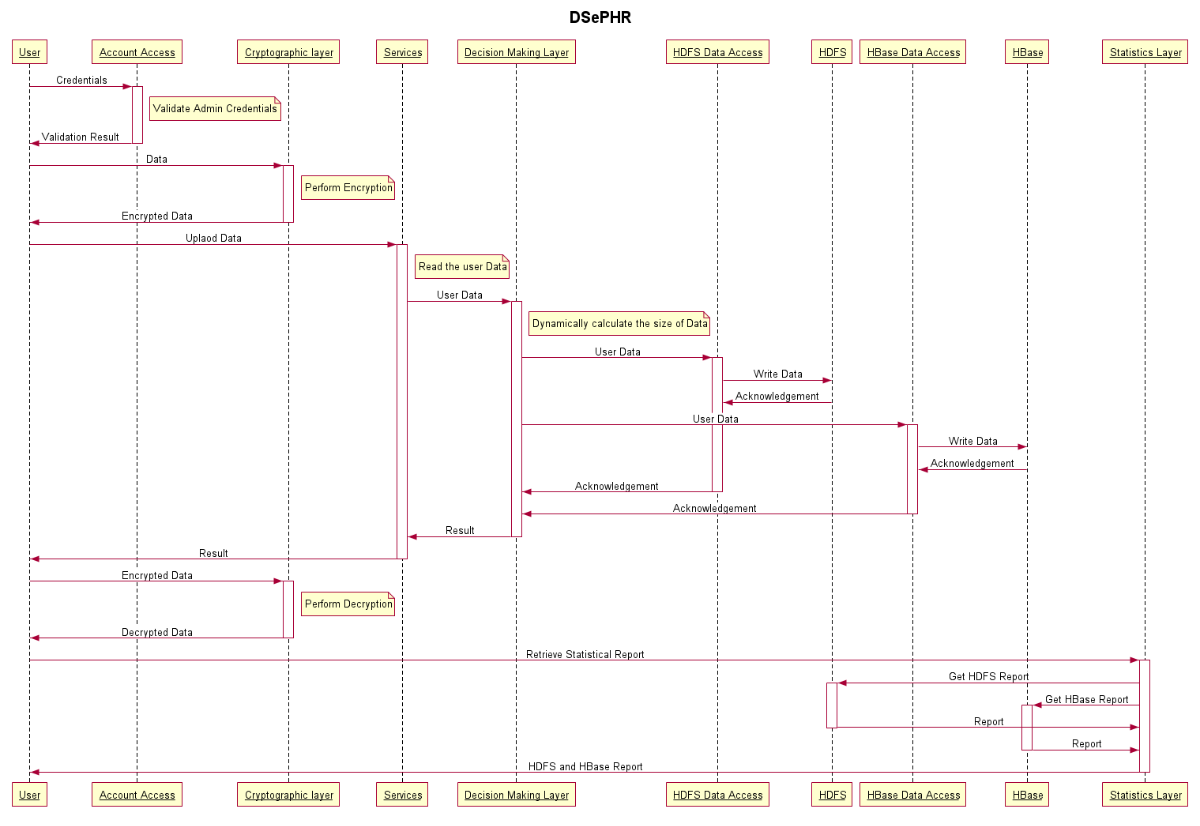 DSePHR
User Account Access Cryptographic layer Services Decision Making Layer HDFS Data Access HDFS HBase Data Access HBase Statistics Layer
Credentials
Validate Admin Credentials
Validation Result
Data
Perform Encryption
Encrypted Data
Uplaod Data
Read the user Data
User Data
Dynamically calculate the size of Data
User Data
Write Data
Acknowledgement
User Data
Write Data
Acknowledgement
Acknowledgement
Acknowledgement
Result
Result
Encrypted Data
Perform Decryption
Decrypted Data
Retrieve Statistical Report
Get HDFS Report
Get HBase Report
Report
Report
HDFS and HBase Report
User Account Access Cryptographic layer Services Decision Making Layer HDFS Data Access HDFS HBase Data Access HBase Statistics Layer